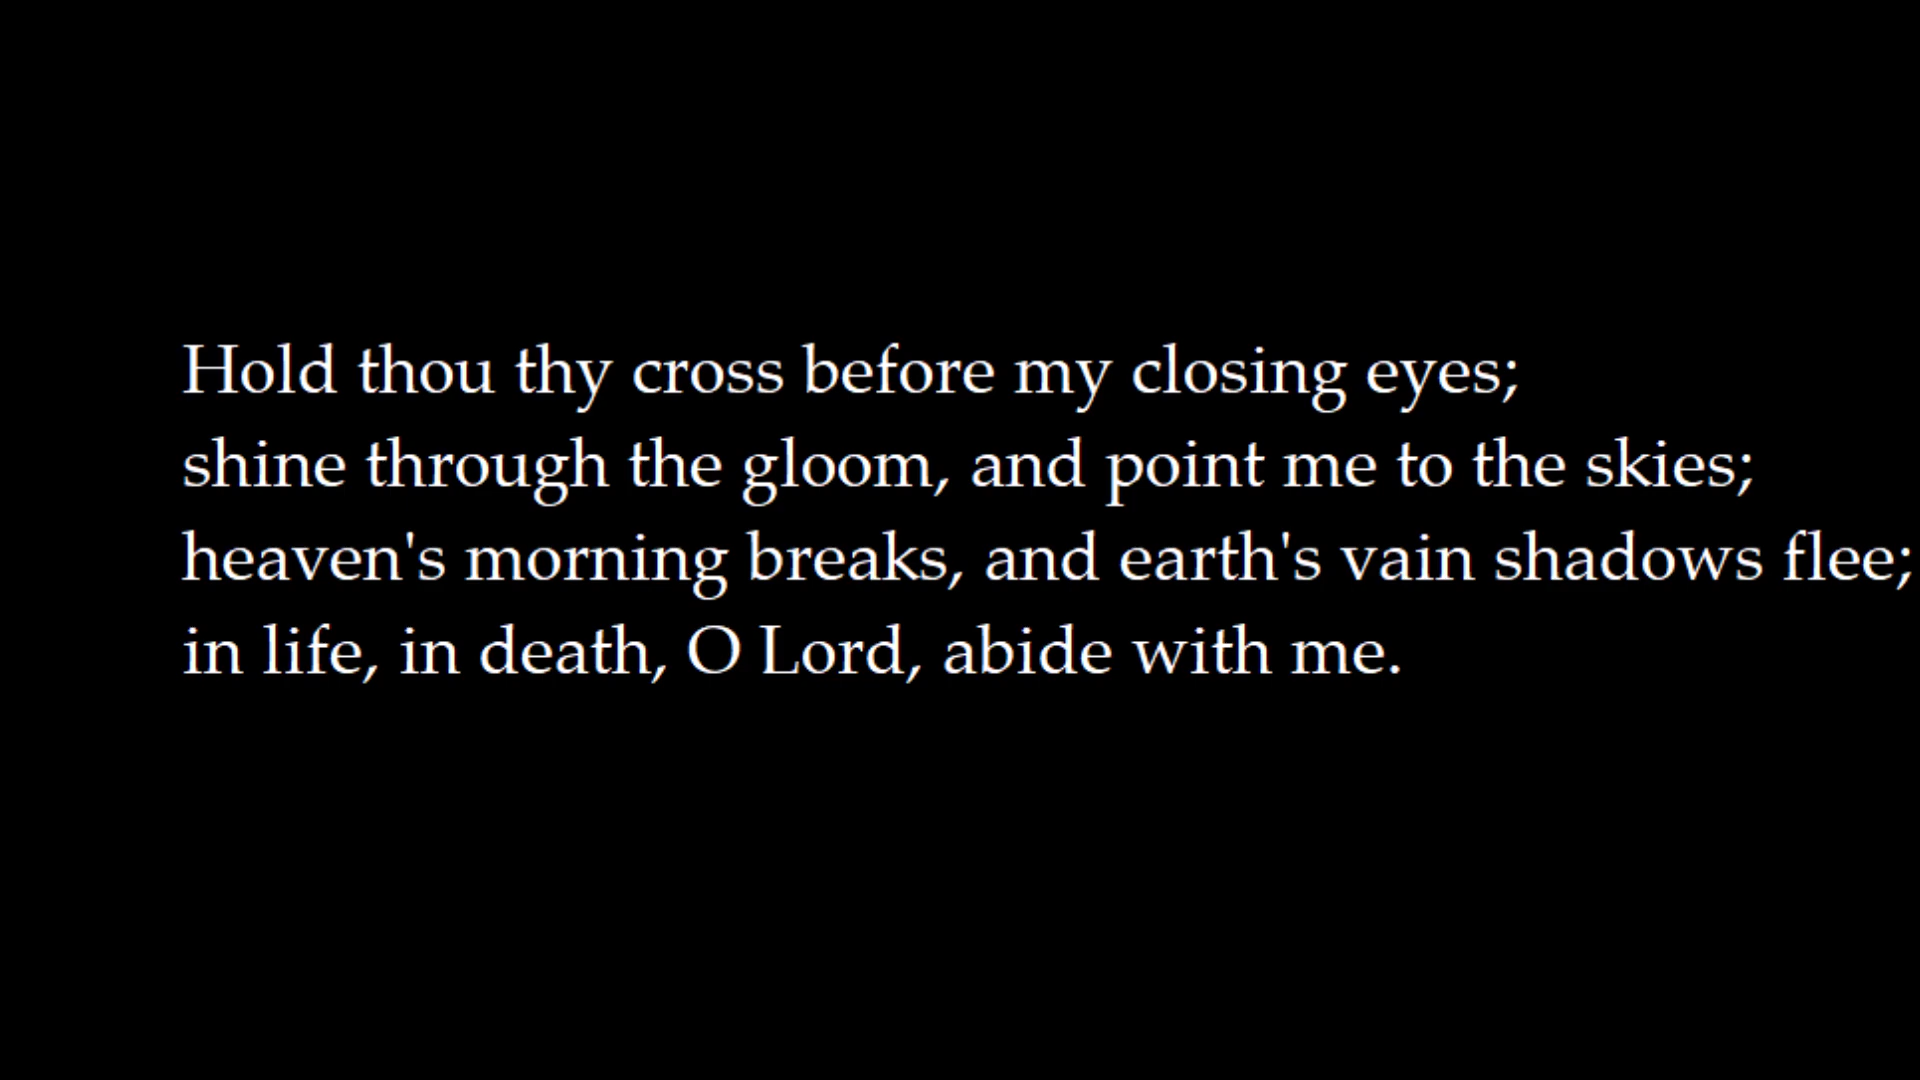 Hold thou thy cross before my closing eyes;
shine through the gloom, and point me to the skies;
heaven's morning breaks, and earth's vain shadows flee;
in life, in death, O Lord, abide with me.